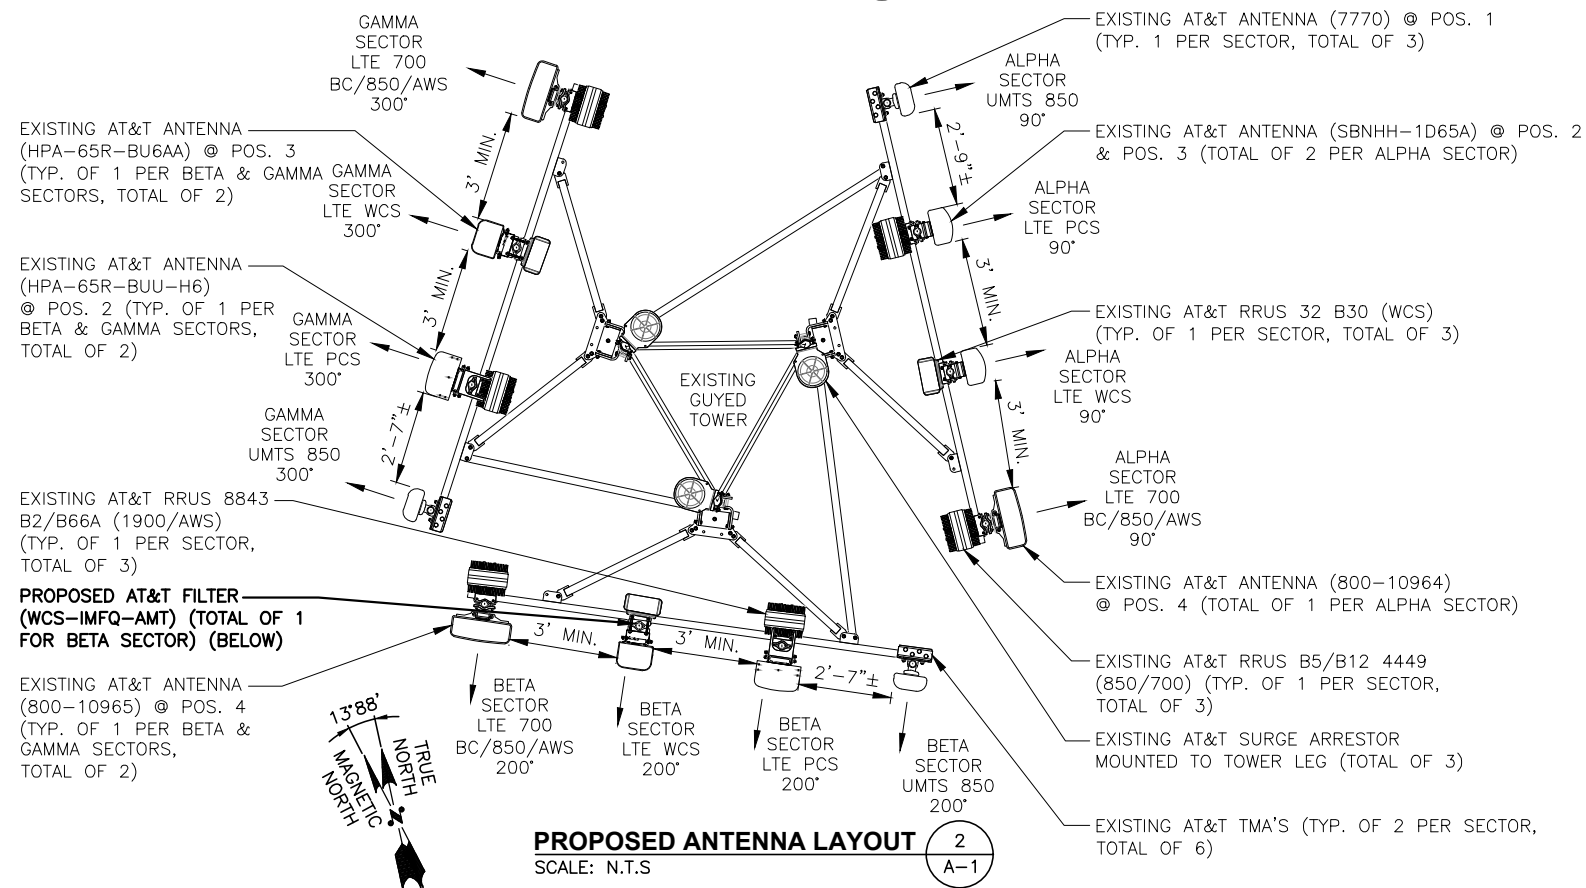 GAMMA
SECTOR
LTE 700
BC/850/AWS
300°
EXISTING AT&T ANTENNA
(HPA-65R-BU6AA) @ POS. 3
(TYP. OF 1 PER BETA & GAMMA
SECTORS, TOTAL OF 2)
3' MIN.
GAMMA
SECTOR
LTE WCS
300°
EXISTING AT&T ANTENNA
(HPA-65R-BUU-H6)
@ POS. 2 (TYP. OF 1 PER
BETA & GAMMA SECTORS,
TOTAL OF 2)
3' MIN.
GAMMA
SECTOR
LTE PCS
300°
2'-7"±
GAMMA
SECTOR
UMTS 850
300°
EXISTING AT&T RRUS 8843
B2/B66A (1900/AWS)
(TYP. OF 1 PER SECTOR,
TOTAL OF 3)
PROPOSED AT&T FILTER
(WCS-IMFQ-AMT) (TOTAL OF 1
FOR BETA SECTOR) (BELOW)
EXISTING AT&T ANTENNA
(800-10965) @ POS. 4
(TYP. OF 1 PER BETA &
GAMMA SECTORS,
TOTAL OF 2)
EXISTING
GUYED
TOWER
ALPHA
SECTOR
UMTS 850
90°
2'-9"±
ALPHA
SECTOR
LTE PCS
90°
3' MIN.
ALPHA
SECTOR
LTE WCS
90°
3' MIN.
ALPHA
SECTOR
LTE 700
BC/850/AWS
90°
EXISTING AT&T ANTENNA (7770) @ POS. 1
(TYP. 1 PER SECTOR, TOTAL OF 3)
EXISTING AT&T ANTENNA (SBNHH-1D65A) @ POS. 2
& POS. 3 (TOTAL OF 2 PER ALPHA SECTOR)
EXISTING AT&T RRUS 32 B30 (WCS)
(TYP. OF 1 PER SECTOR, TOTAL OF 3)
EXISTING AT&T ANTENNA (800-10964)
@ POS. 4 (TOTAL OF 1 PER ALPHA SECTOR)
EXISTING AT&T RRUS B5/B12 4449
(850/700) (TYP. OF 1 PER SECTOR,
TOTAL OF 3)
EXISTING AT&T SURGE ARRESTOR
MOUNTED TO TOWER LEG (TOTAL OF 3)
EXISTING AT&T TMA'S (TYP. OF 2 PER SECTOR,
TOTAL OF 6)
3' MIN.
3' MIN.
2'-7"±
BETA
SECTOR
LTE 700
BC/850/AWS
200°
BETA
SECTOR
LTE WCS
200°
BETA
SECTOR
LTE PCS
200°
BETA
SECTOR
UMTS 850
200°
13°88'
TRUE
NORTH
MAGNETIC
NORTH
N
PROPOSED ANTENNA LAYOUT
SCALE: N.T.S
2
A-1